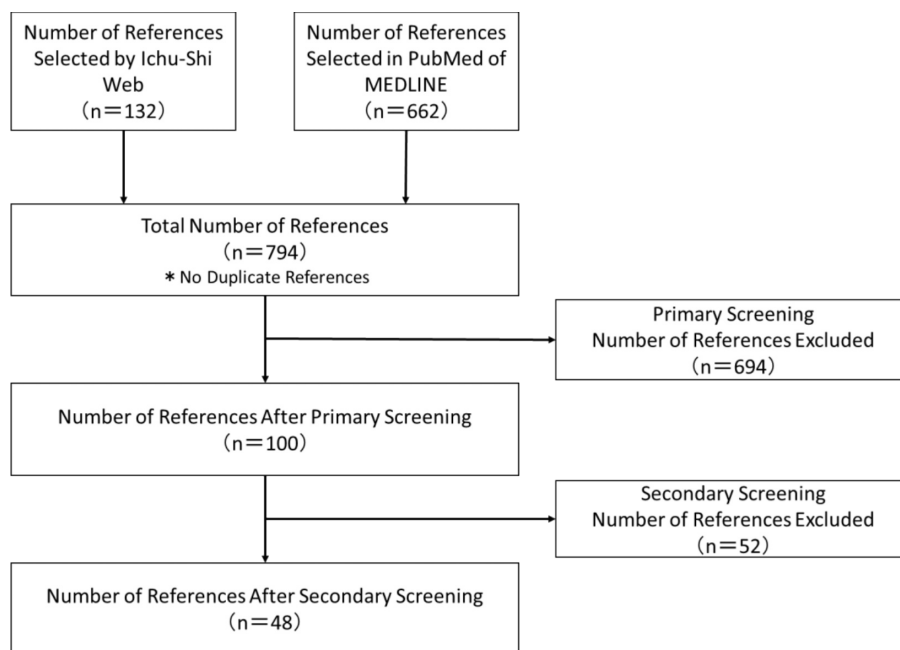 Number of References
Selected by Ichu-Shi
Web
（n＝132）
Number of References
Selected in PubMed of
MEDLINE
（n＝662）
Total Number of References
（n＝794）
＊No Duplicate References
Primary Screening
Number of References Excluded
（n＝694）
Number of References After Primary Screening
（n＝100）
Secondary Screening
Number of References Excluded
（n＝52）
Number of References After Secondary Screening
（n＝48）